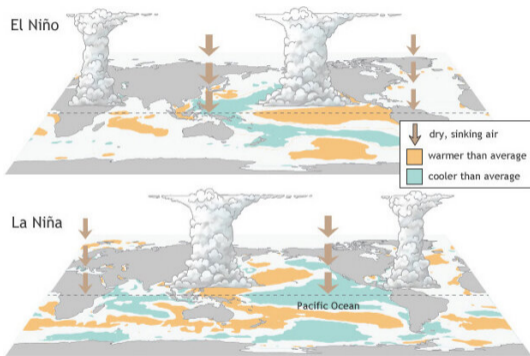 El Niño
dry, sinking air
warmer than average
cooler than average
La Niña
Pacific Ocean